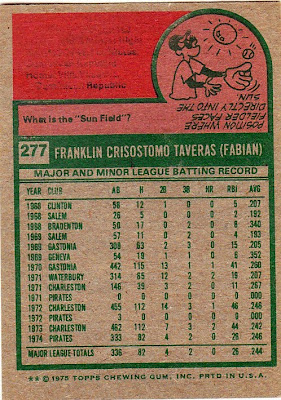 Republic
POSITION WHERE
FIELDER FACES
DIRECTLY INTO THE
SUN.
What is the "Sun Field"?
277 FRANKLIN CRISOSTOMO TAVERAS (FABIAN)
MAJOR AND MINOR LEAGUE BATTING RECORD
YEAR CLUB AB H 2B 3B HR RBI AVG.
1968 CLINTON 58 12 1 0 0 5 .207
1968 SALEM 26 5 0 0 0 2 .192
1968 BRADENTON 50 17 0 2 0 3 .340
1969 SALEM 57 11 0 0 0 4 .193
1969 GASTONIA 308 63 2 3 0 15 .205
1969 GENEVA 54 19 1 1 0 3 .352
1970 GASTONIA 442 115 13 1 1 41 .260
1971 WATERBURY 314 65 12 2 0 13 .207
1971 CHARLESTON 146 39 3 2 0 11 .267
1971 PIRATES 0 0 0 0 0 0 .000
1972 CHARLESTON 455 112 14 3 1 46 .246
1972 PIRATES 3 0 0 0 0 0 .000
1973 CHARLESTON 462 112 7 3 2 44 .242
1974 PIRATES 333 82 4 2 0 26 .246
MAJOR LEAGUE TOTALS 336 82 4 2 0 26 .244
** © 1975 TOPPS CHEWING GUM, INC. PRTD. IN U.S.A.